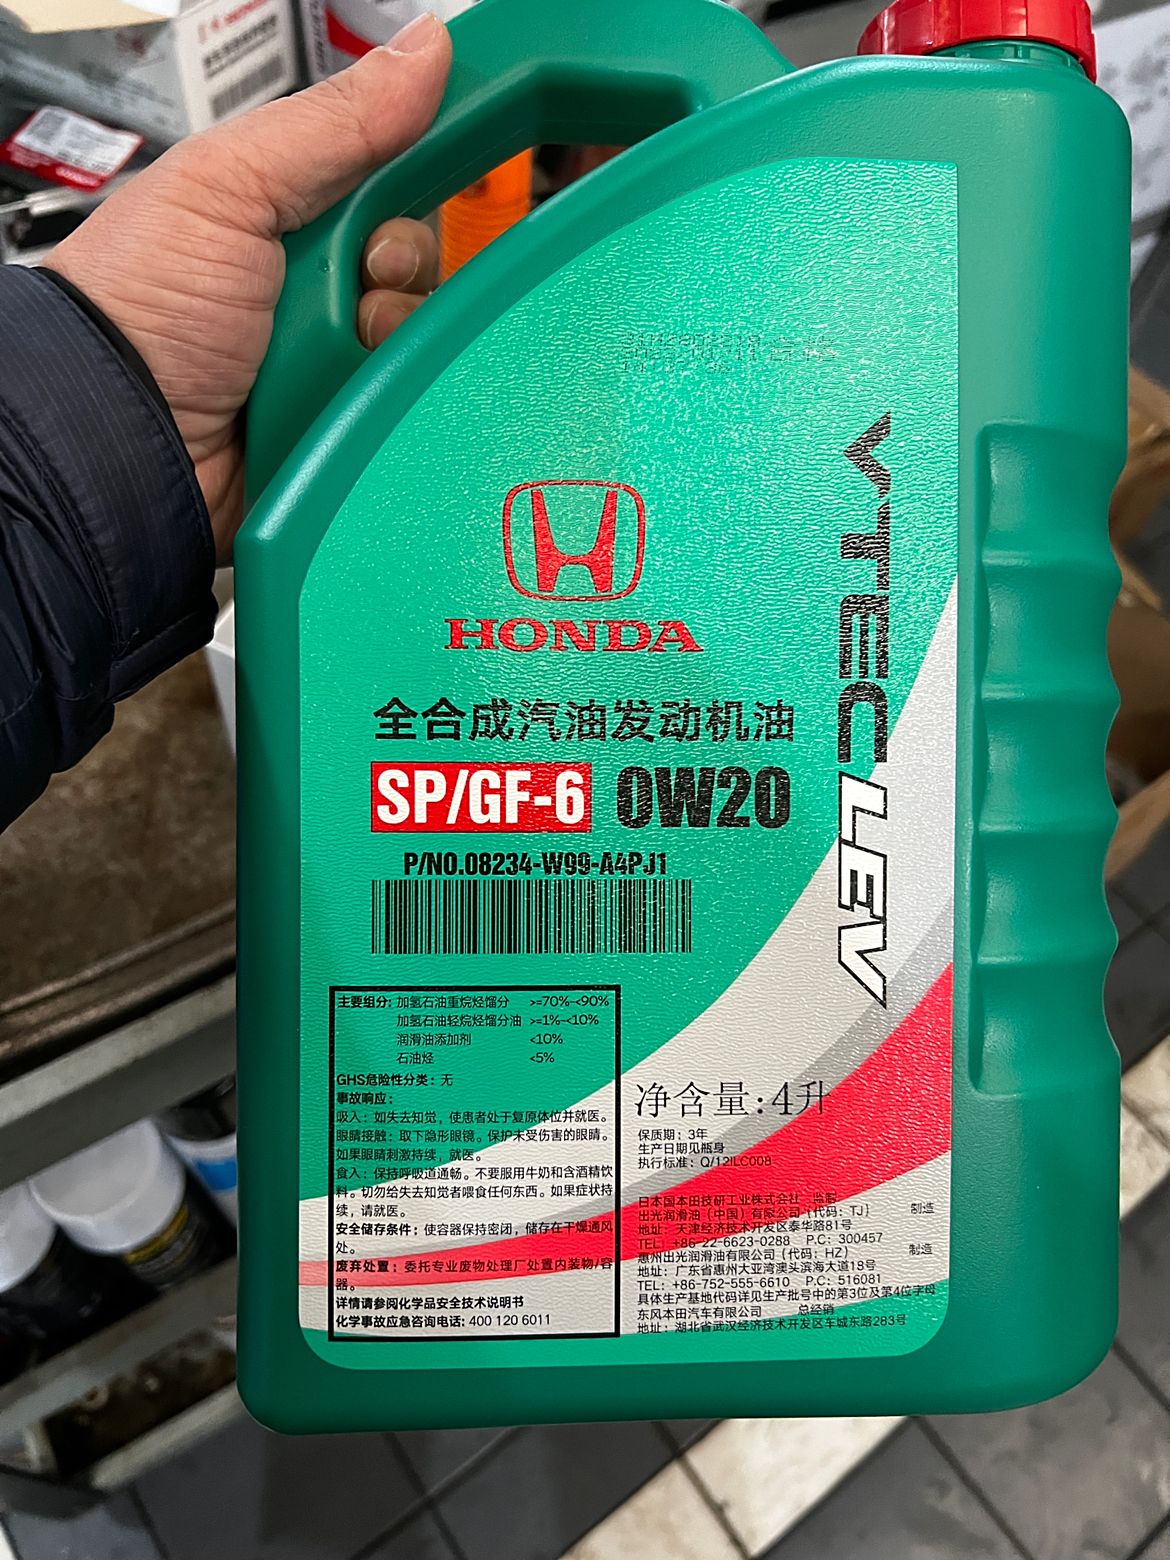 HONDA
全合成汽油发动机油
SP/GF-6 0W20
P/NO.08234-W99-A4PJ1
VTEC LEV
主要组分: 加氢石油重烷烃馏分 >=70%-<90%
加氢石油轻烷烃馏分油 >=1%-<10%
润滑油添加剂 <10%
石油烃 <5%
GHS危险性分类：无
事故响应：
吸入：如失去知觉，使患者处于复原体位并就医。
眼睛接触：取下隐形眼镜。保护未受伤害的眼睛。
如果眼睛刺激持续，就医。
食入：保持呼吸道通畅。不要服用牛奶和含酒精饮
料。切勿给失去知觉者喂食任何东西。如果症状持
续，请就医。
安全储存条件：使容器保持密闭，储存在干燥通风
处。
废弃处置：委托专业废物处理厂处置内装物/容
器。
详情请参阅化学品安全技术说明书
化学事故应急咨询电话: 400 120 6011
净含量:4升
保质期：3年
生产日期见瓶身
执行标准：Q/12JLC008
日本国本田技研工业株式会社 监制
出光润滑油（中国）有限公司（代码：TJ） 制造
地址：天津经济技术开发区泰华路81号
TEL：+86-22-6623-0288 P.C：300457
惠州出光润滑油有限公司（代码：HZ） 制造
地址：广东省惠州大亚湾澳头滨海大道18号
TEL：+86-752-555-6610 P.C：516081
具体生产基地代码详见生产批号中的第3位及第4位字母
东风本田汽车有限公司 总经销
地址：湖北省武汉经济技术开发区车城东路283号